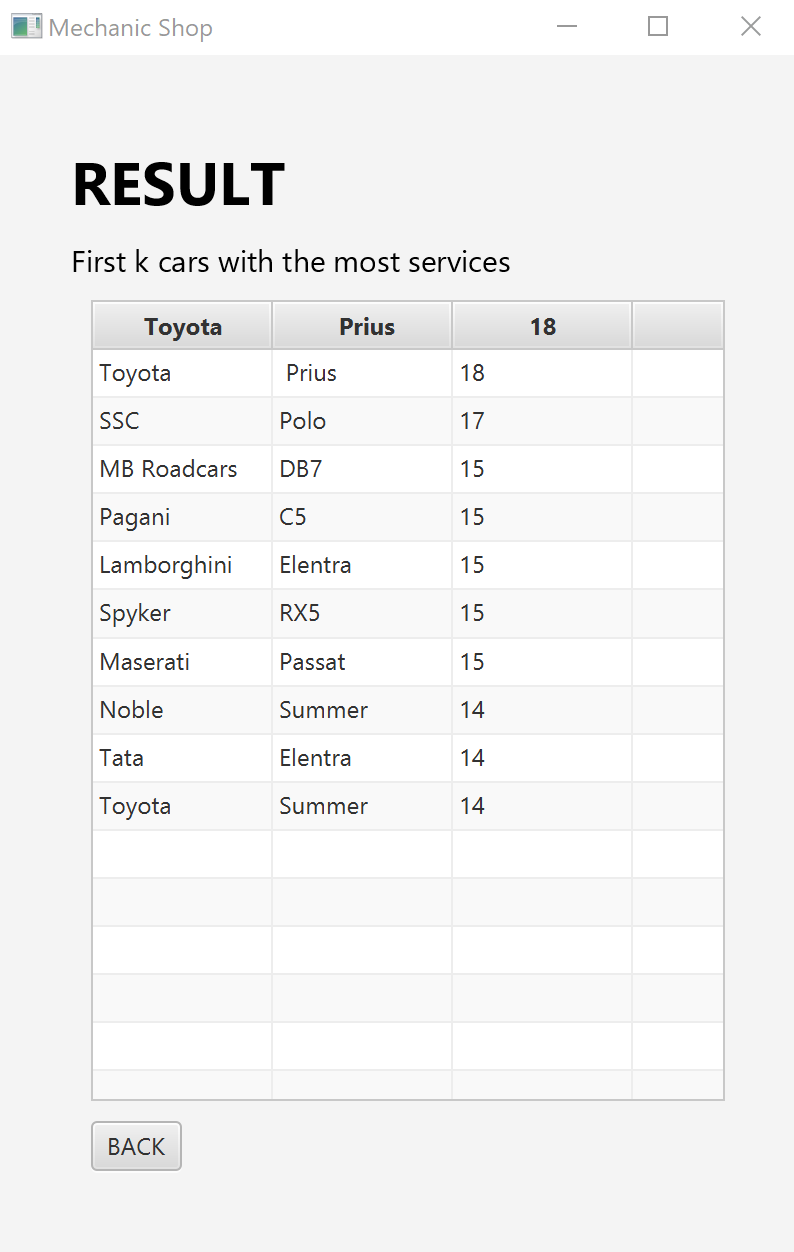 Mechanic Shop
RESULT
First k cars with the most services
Toyota Prius 18
Toyota Prius 18
SSC Polo 17
MB Roadcars DB7 15
Pagani C5 15
Lamborghini Elentra 15
Spyker RX5 15
Maserati Passat 15
Noble Summer 14
Tata Elentra 14
Toyota Summer 14
BACK